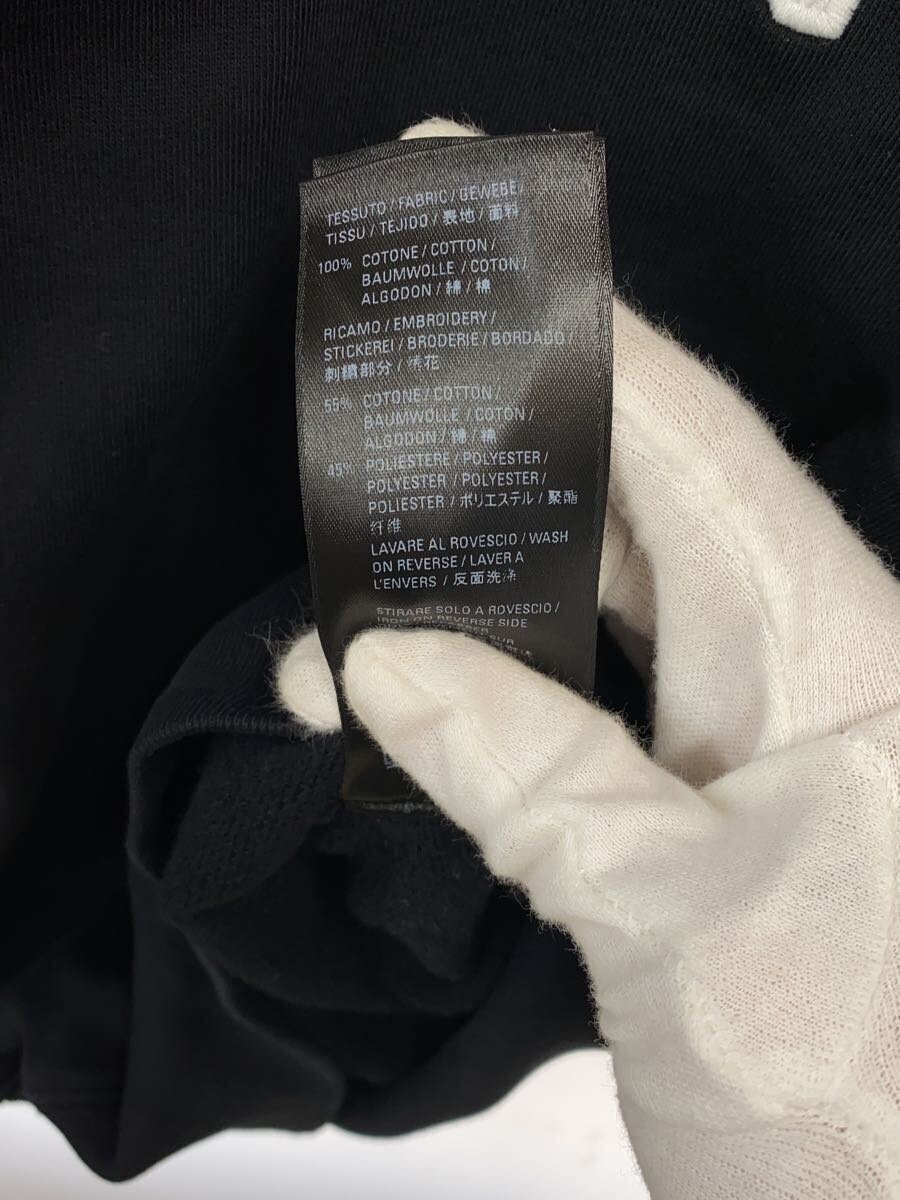 TESSUTO / FABRIC / GEWEBE /
TISSU / TEJIDO / 表地 / 面料
100% COTONE / COTTON /
BAUMWOLLE / COTON /
ALGODON / 綿 / 棉
RICAMO / EMBROIDERY /
STICKEREI / BRODERIE / BORDADO /
刺繍部分 / 绣花
55% COTONE / COTTON /
BAUMWOLLE / COTON /
ALGODON / 綿 / 棉
45% POLIESTERE / POLYESTER /
POLYESTER / POLYESTER /
POLIESTER / ポリエステル / 聚酯
纤维
LAVARE AL ROVESCIO / WASH
ON REVERSE / LAVER A
L'ENVERS / 反面洗涤
STIRARE SOLO A ROVESCIO /
IRON ON REVERSE SIDE
SUR